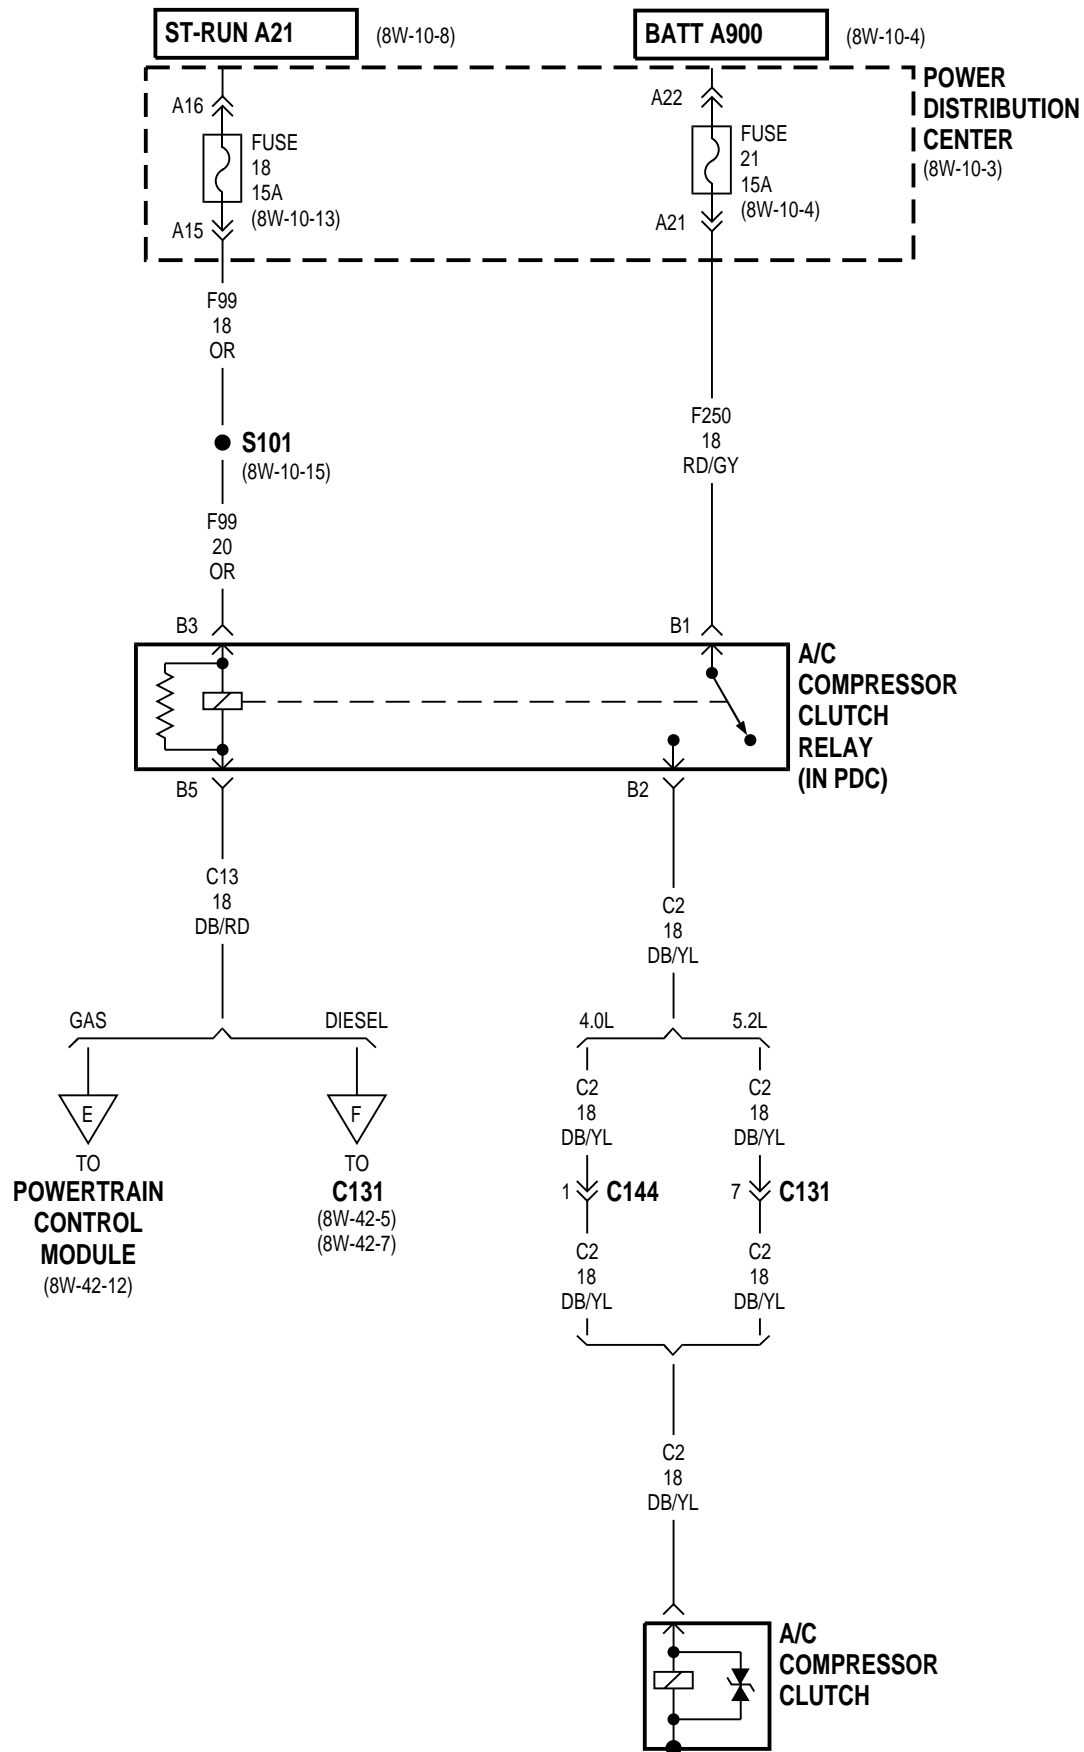 ST-RUN A21
(8W-10-8)
BATT A900
(8W-10-4)
POWER
DISTRIBUTION
CENTER
(8W-10-3)
A16
FUSE
18
15A
(8W-10-13)
A15
A22
FUSE
21
15A
(8W-10-4)
A21
F99
18
OR
S101
(8W-10-15)
F99
20
OR
F250
18
RD/GY
B3
B1
A/C
COMPRESSOR
CLUTCH
RELAY
(IN PDC)
B5
B2
C13
18
DB/RD
C2
18
DB/YL
GAS
DIESEL
4.0L
5.2L
E
TO
POWERTRAIN
CONTROL
MODULE
(8W-42-12)
F
TO
C131
(8W-42-5)
(8W-42-7)
C2
18
DB/YL
C2
18
DB/YL
1
C144
7
C131
C2
18
DB/YL
C2
18
DB/YL
C2
18
DB/YL
A/C
COMPRESSOR
CLUTCH